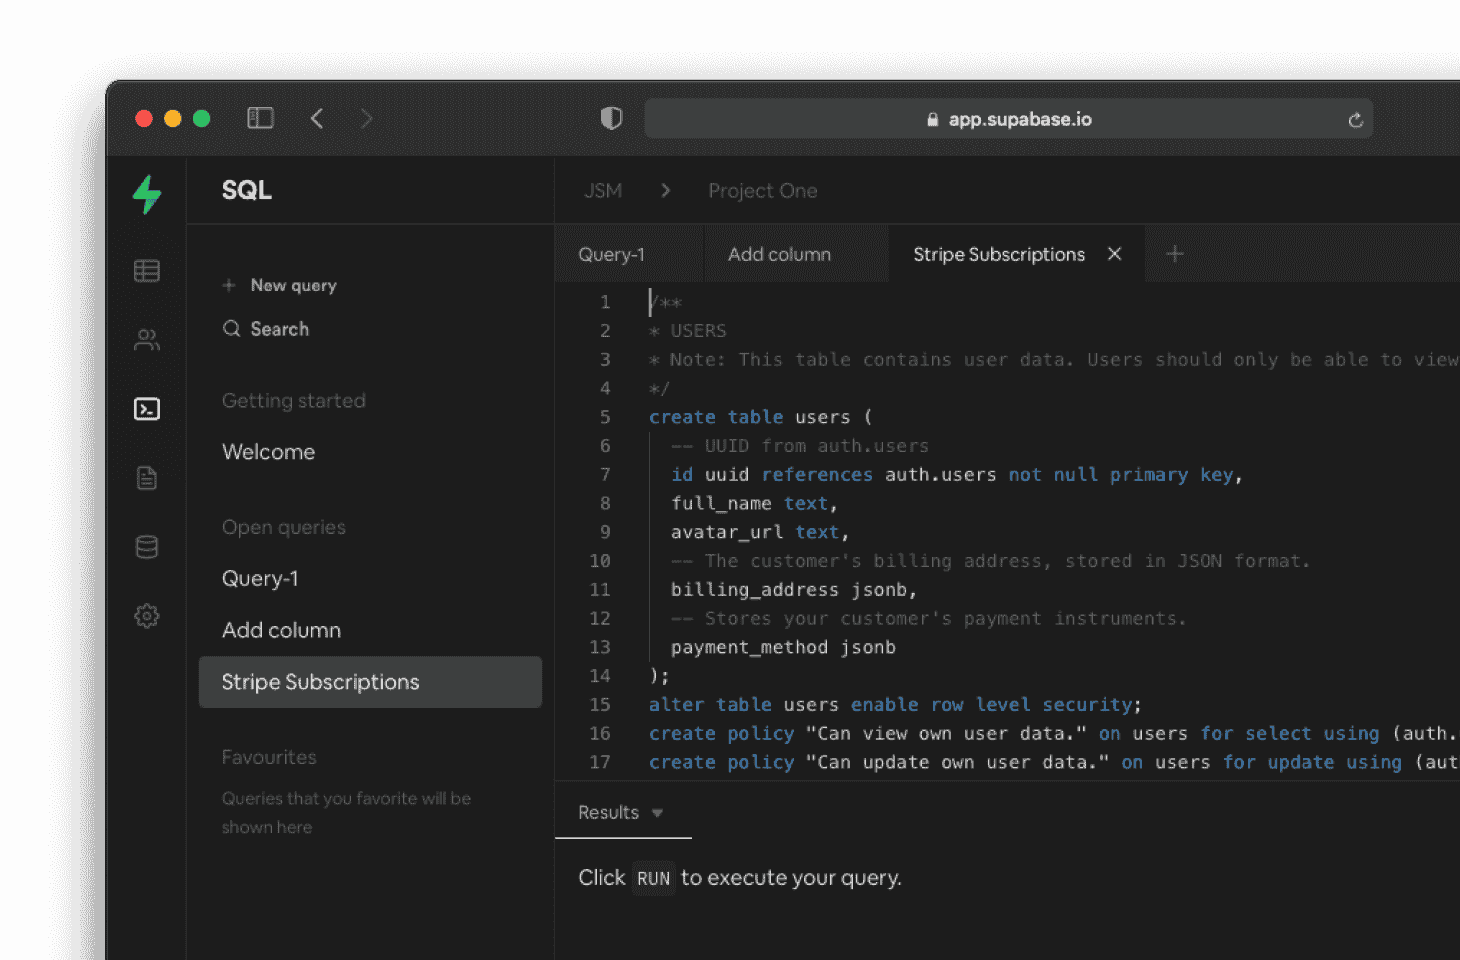 app.supabase.io
SQL
JSM > Project One
+ New query
Search
Getting started
Welcome
Open queries
Query-1
Add column
Stripe Subscriptions
Favourites
Queries that you favorite will be
shown here
Query-1 Add column Stripe Subscriptions
1 /**
2 * USERS
3 * Note: This table contains user data. Users should only be able to view
4 */
5 create table users (
6 -- UUID from auth.users
7 id uuid references auth.users not null primary key,
8 full_name text,
9 avatar_url text,
10 -- The customer's billing address, stored in JSON format.
11 billing_address jsonb,
12 -- Stores your customer's payment instruments.
13 payment_method jsonb
14 );
15 alter table users enable row level security;
16 create policy "Can view own user data." on users for select using (auth.
17 create policy "Can update own user data." on users for update using (aut
Results
Click RUN to execute your query.